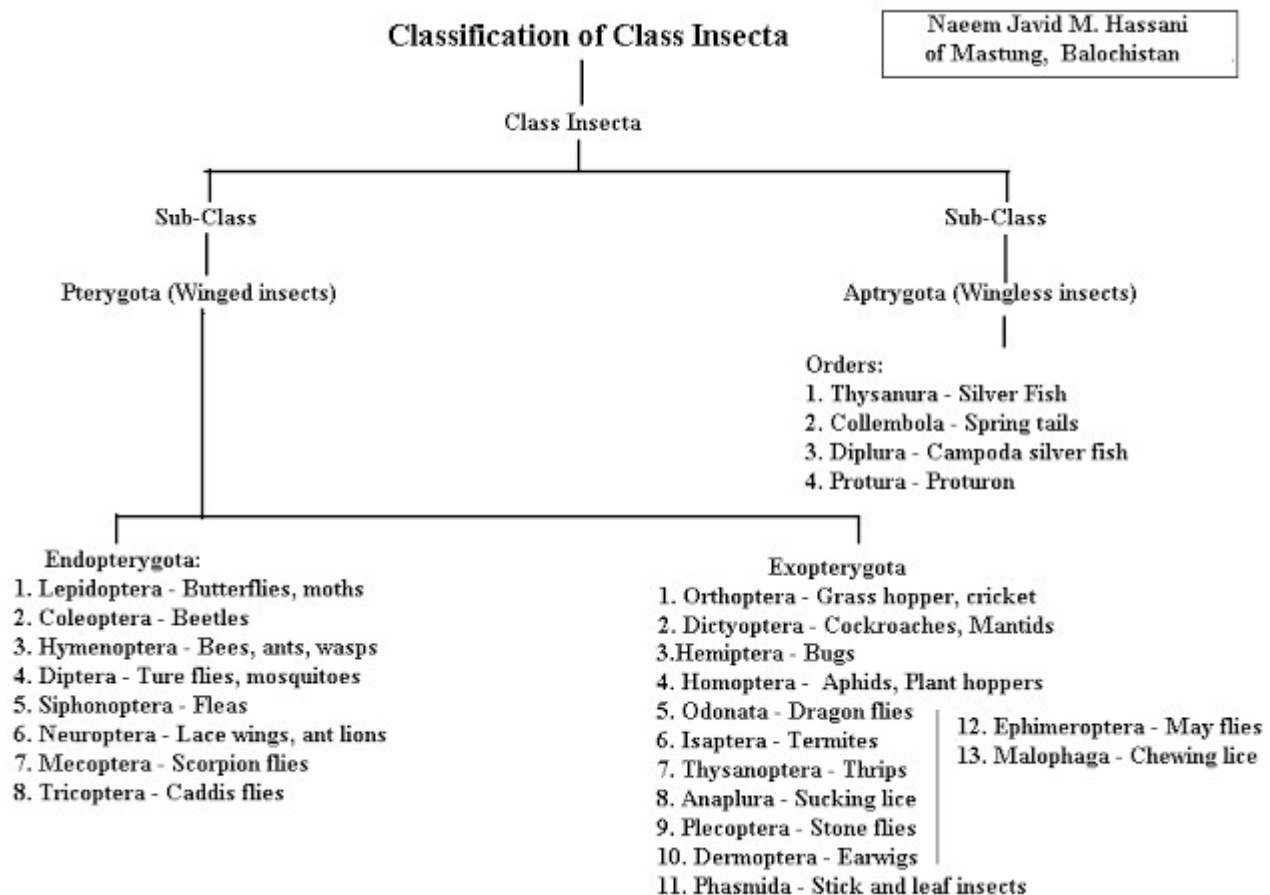 Classification of Class Insecta
Naeem Javid M. Hassani
of Mastung, Balochistan
Class Insecta
Sub-Class
Sub-Class
Pterygota (Winged insects)
Aptrygota (Wingless insects)
Orders:
1. Thysanura - Silver Fish
2. Collembola - Spring tails
3. Diplura - Campoda silver fish
4. Protura - Proturon
Endopterygota:
1. Lepidoptera - Butterflies, moths
2. Coleoptera - Beetles
3. Hymenoptera - Bees, ants, wasps
4. Diptera - Ture flies, mosquitoes
5. Siphonoptera - Fleas
6. Neuroptera - Lace wings, ant lions
7. Mecoptera - Scorpion flies
8. Tricoptera - Caddis flies
Exopterygota
1. Orthoptera - Grass hopper, cricket
2. Dictyoptera - Cockroaches, Mantids
3.Hemiptera - Bugs
4. Homoptera - Aphids, Plant hoppers
5. Odonata - Dragon flies
6. Isaptera - Termites
7. Thysanoptera - Thrips
8. Anaplura - Sucking lice
9. Plecoptera - Stone flies
10. Dermoptera - Earwigs
11. Phasmida - Stick and leaf insects
12. Ephimeroptera - May flies
13. Malophaga - Chewing lice